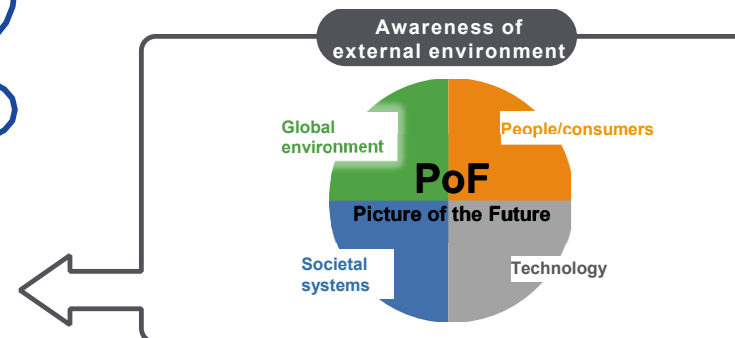 Awareness of
external environment
Global
environment
People/consumers
PoF
Picture of the Future
Societal
systems
Technology